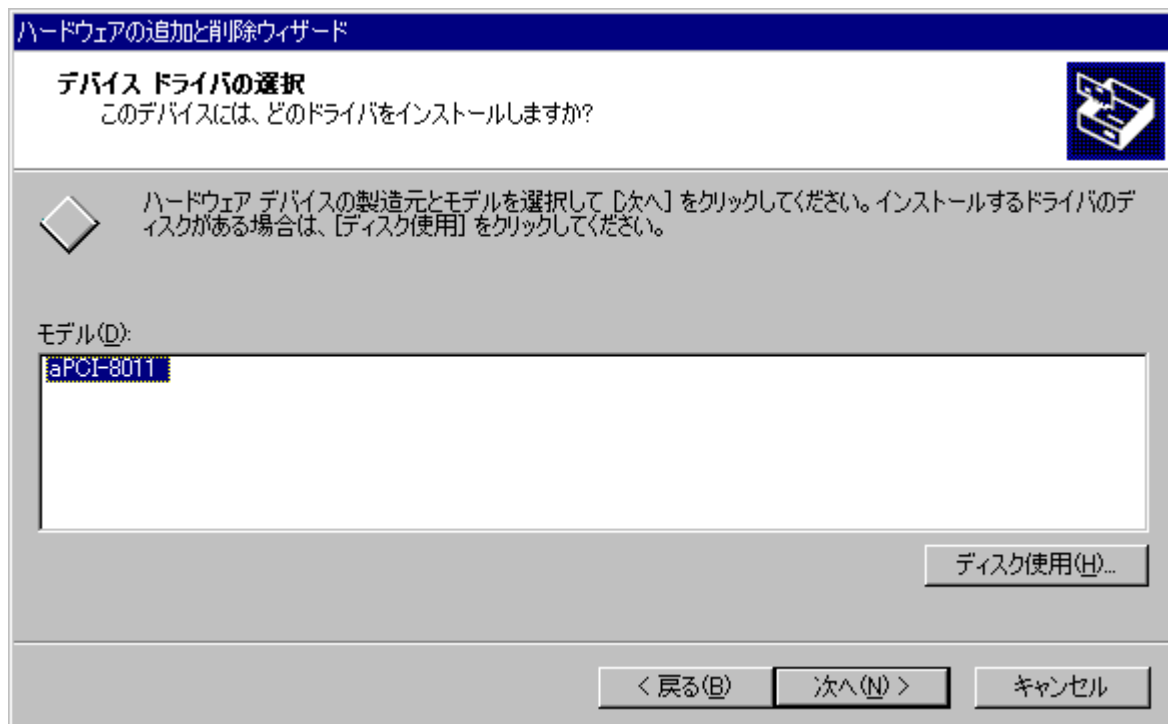 ハードウェアの追加と削除ウィザード
デバイス ドライバの選択
このデバイスには、どのドライバをインストールしますか?
ハードウェア デバイスの製造元とモデルを選択して [次へ] をクリックしてください。インストールするドライバのデ
ィスクがある場合は、[ディスク使用] をクリックしてください。
モデル(D):
aPCI-8011
ディスク使用(H)...
< 戻る(B)
次へ(N) >
キャンセル